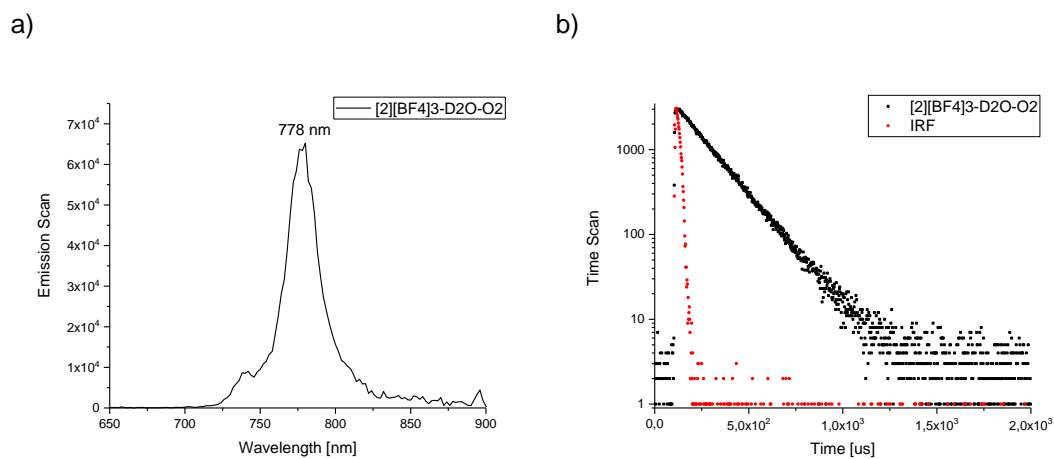 a)
b)
[2][BF4]3-D2O-O2
778 nm
7x10⁴
6x10⁴
5x10⁴
4x10⁴
3x10⁴
2x10⁴
1x10⁴
0
Emission Scan
650 700 750 800 850 900
Wavelength [nm]
[2][BF4]3-D2O-O2
IRF
1000
100
10
1
Time Scan
0,0 5,0x10² 1,0x10³ 1,5x10³ 2,0x10³
Time [us]